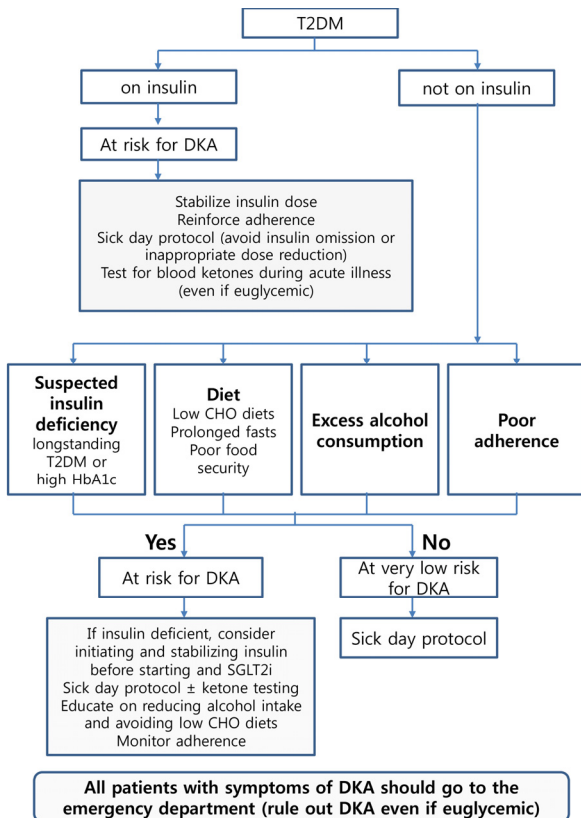 T2DM
on insulin
not on insulin
At risk for DKA
Stabilize insulin dose
Reinforce adherence
Sick day protocol (avoid insulin omission or
inappropriate dose reduction)
Test for blood ketones during acute illness
(even if euglycemic)
Suspected
insulin
deficiency
longstanding
T2DM or
high HbA1c
Diet
Low CHO diets
Prolonged fasts
Poor food
security
Excess alcohol
consumption
Poor
adherence
Yes
No
At risk for DKA
At very low risk
for DKA
If insulin deficient, consider
initiating and stabilizing insulin
before starting and SGLT2i
Sick day protocol ± ketone testing
Educate on reducing alcohol intake
and avoiding low CHO diets
Monitor adherence
Sick day protocol
All patients with symptoms of DKA should go to the
emergency department (rule out DKA even if euglycemic)